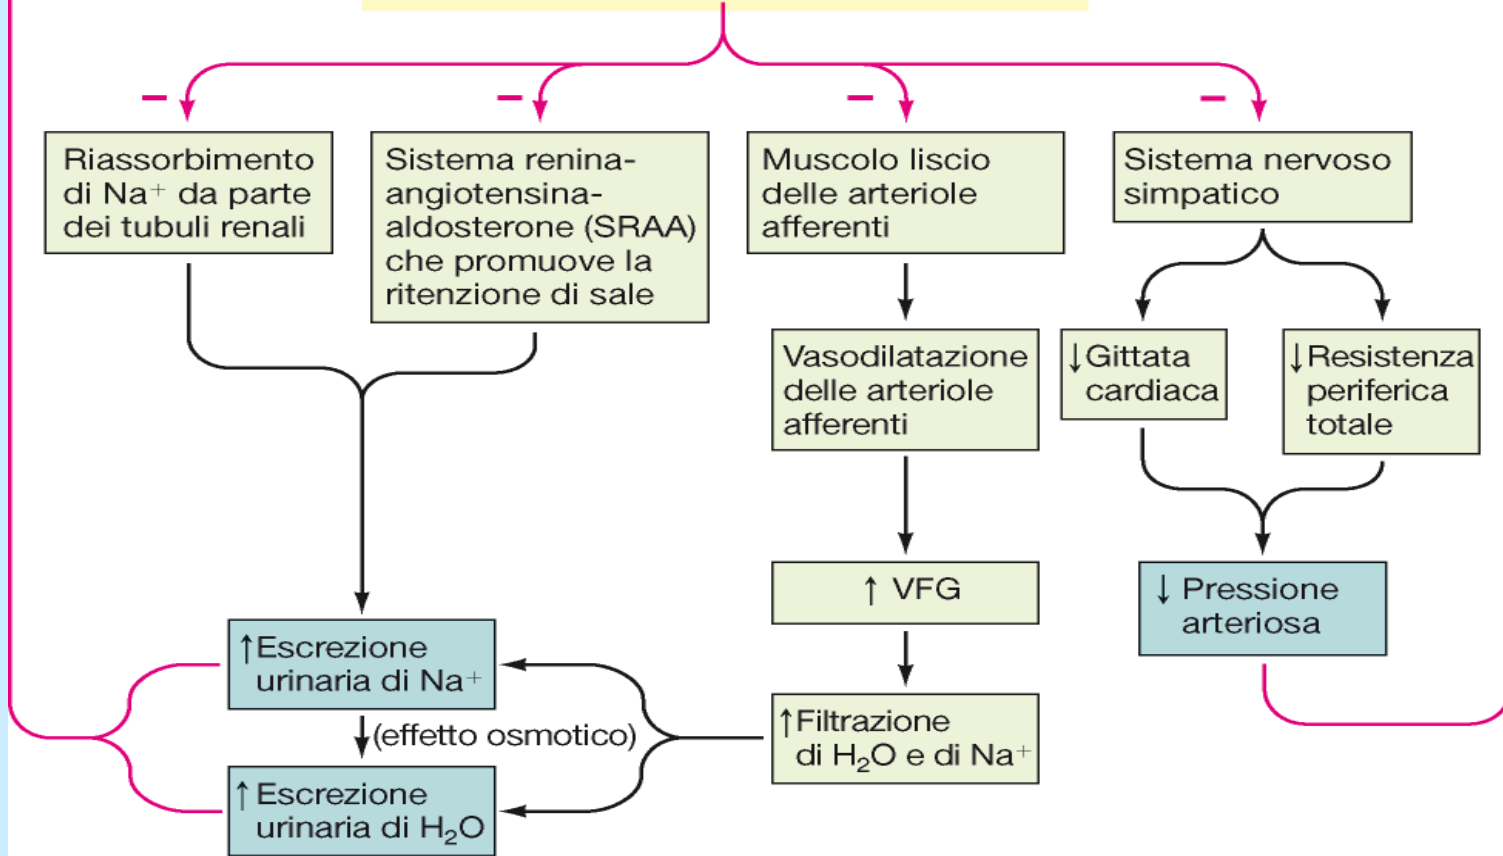 – – – –
Riassorbimento
di Na⁺ da parte
dei tubuli renali
Sistema renina-
angiotensina-
aldosterone (SRAA)
che promuove la
ritenzione di sale
Muscolo liscio
delle arteriole
afferenti
Sistema nervoso
simpatico
Vasodilatazione
delle arteriole
afferenti
↓Gittata
cardiaca
↓Resistenza
periferica
totale
↑ VFG
↓ Pressione
arteriosa
↑Escrezione
urinaria di Na⁺
(effetto osmotico)
↑Filtrazione
di H₂O e di Na⁺
↑Escrezione
urinaria di H₂O